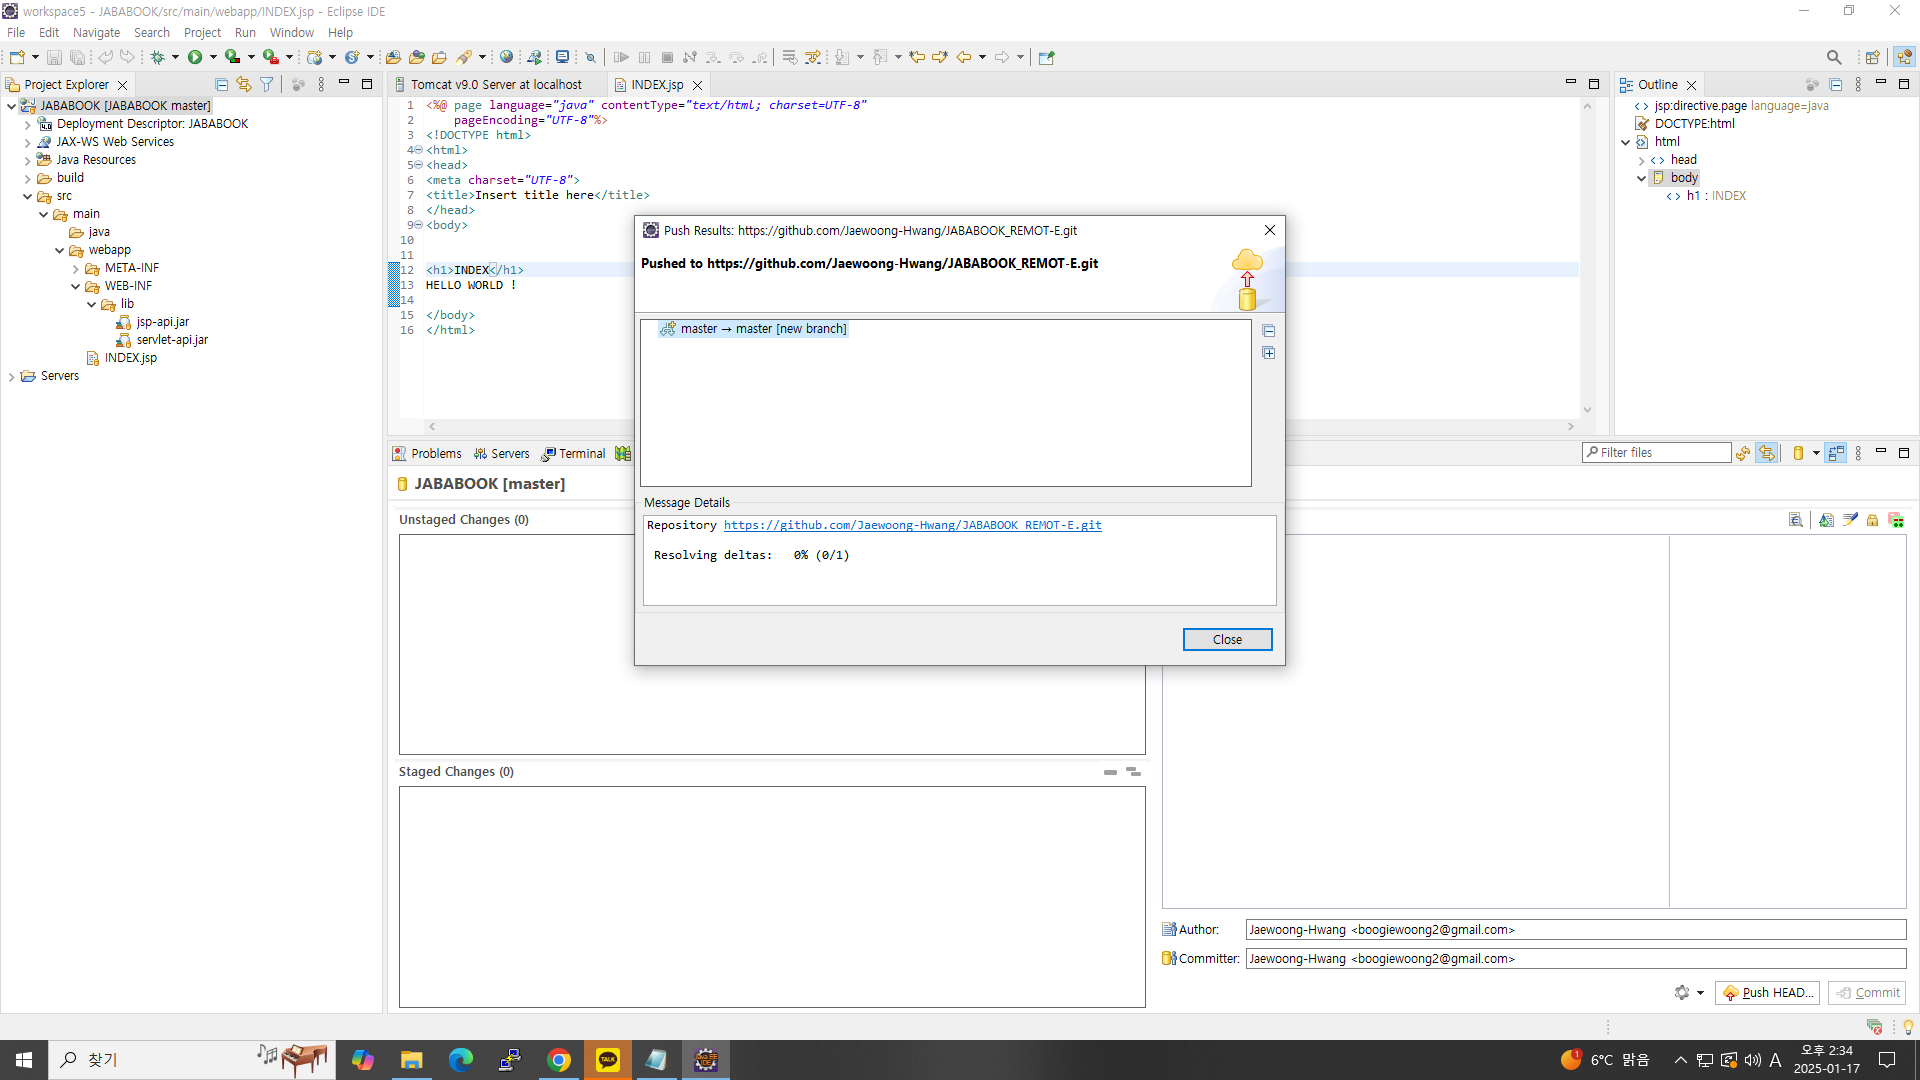 workspace5 - JABABOOK/src/main/webapp/INDEX.jsp - Eclipse IDE
File Edit Navigate Search Project Run Window Help
Project Explorer
JABABOOK [JABABOOK master]
Deployment Descriptor: JABABOOK
JAX-WS Web Services
Java Resources
build
src
main
java
webapp
META-INF
WEB-INF
lib
jsp-api.jar
servlet-api.jar
INDEX.jsp
Servers
Tomcat v9.0 Server at localhost INDEX.jsp
1 <%@ page language="java" contentType="text/html; charset=UTF-8"
2 pageEncoding="UTF-8"%>
3 <!DOCTYPE html>
4 <html>
5 <head>
6 <meta charset="UTF-8">
7 <title>Insert title here</title>
8 </head>
9 <body>
10
11
12 <h1>INDEX</h1>
13 HELLO WORLD !
14
15 </body>
16 </html>
Outline
jsp:directive.page language=java
DOCTYPE:html
html
head
body
h1 : INDEX
Push Results: https://github.com/Jaewoong-Hwang/JABABOOK_REMOT-E.git
Pushed to https://github.com/Jaewoong-Hwang/JABABOOK_REMOT-E.git
master → master [new branch]
Message Details
Repository https://github.com/Jaewoong-Hwang/JABABOOK_REMOT-E.git
Resolving deltas: 0% (0/1)
Close
Problems Servers Terminal
Filter files
JABABOOK [master]
Unstaged Changes (0)
Staged Changes (0)
Author: Jaewoong-Hwang <boogiewoong2@gmail.com>
Committer: Jaewoong-Hwang <boogiewoong2@gmail.com>
Push HEAD... Commit
찾기
TALK
1
6°C 맑음
A
오후 2:34
2025-01-17